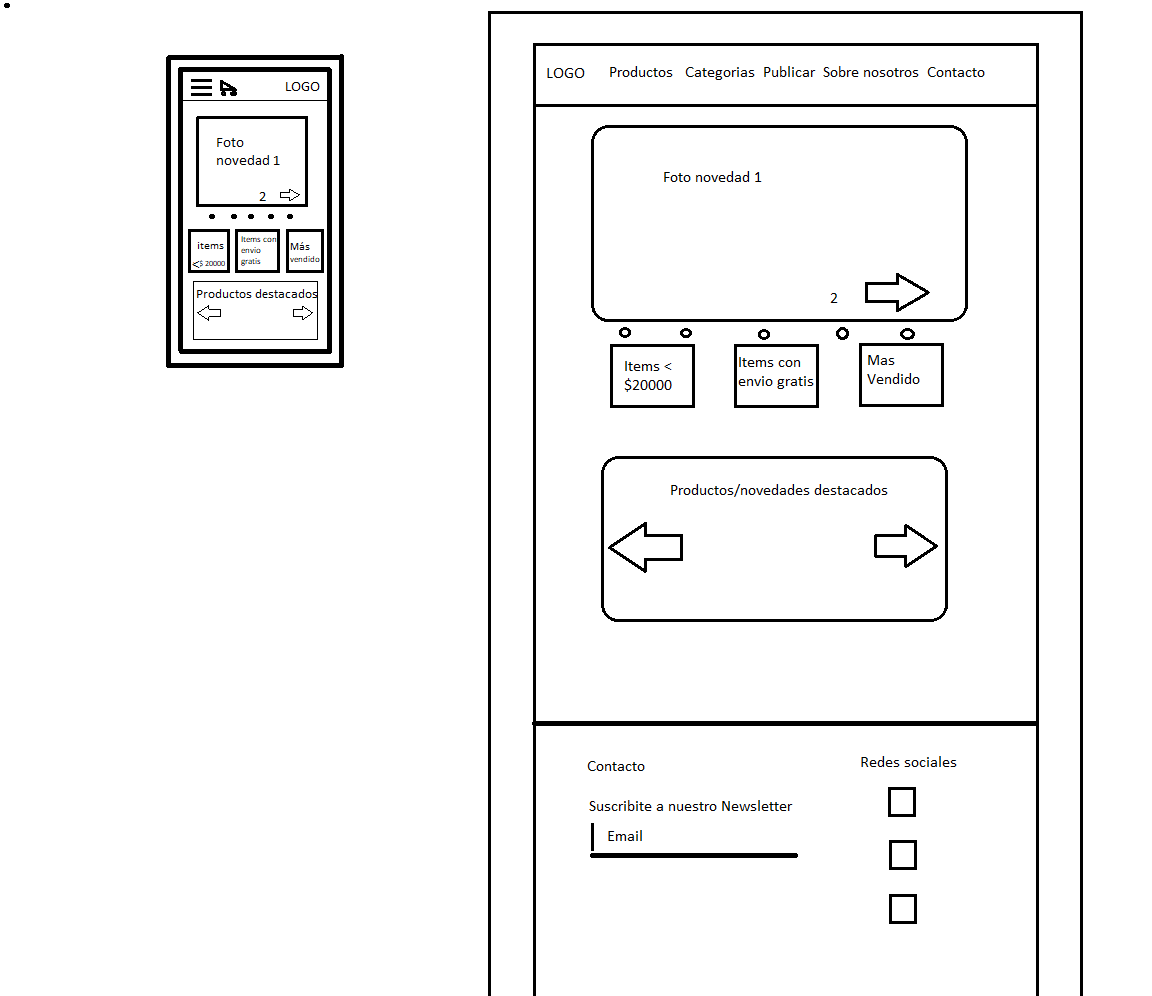 LOGO
Foto
novedad 1
2
items
<$ 20000
Items con
envio
gratis
Más
vendido
Productos destacados
LOGO Productos Categorias Publicar Sobre nosotros Contacto
Foto novedad 1
2
Items <
$20000
Items con
envio gratis
Mas
Vendido
Productos/novedades destacados
Contacto
Suscribite a nuestro Newsletter
Email
Redes sociales